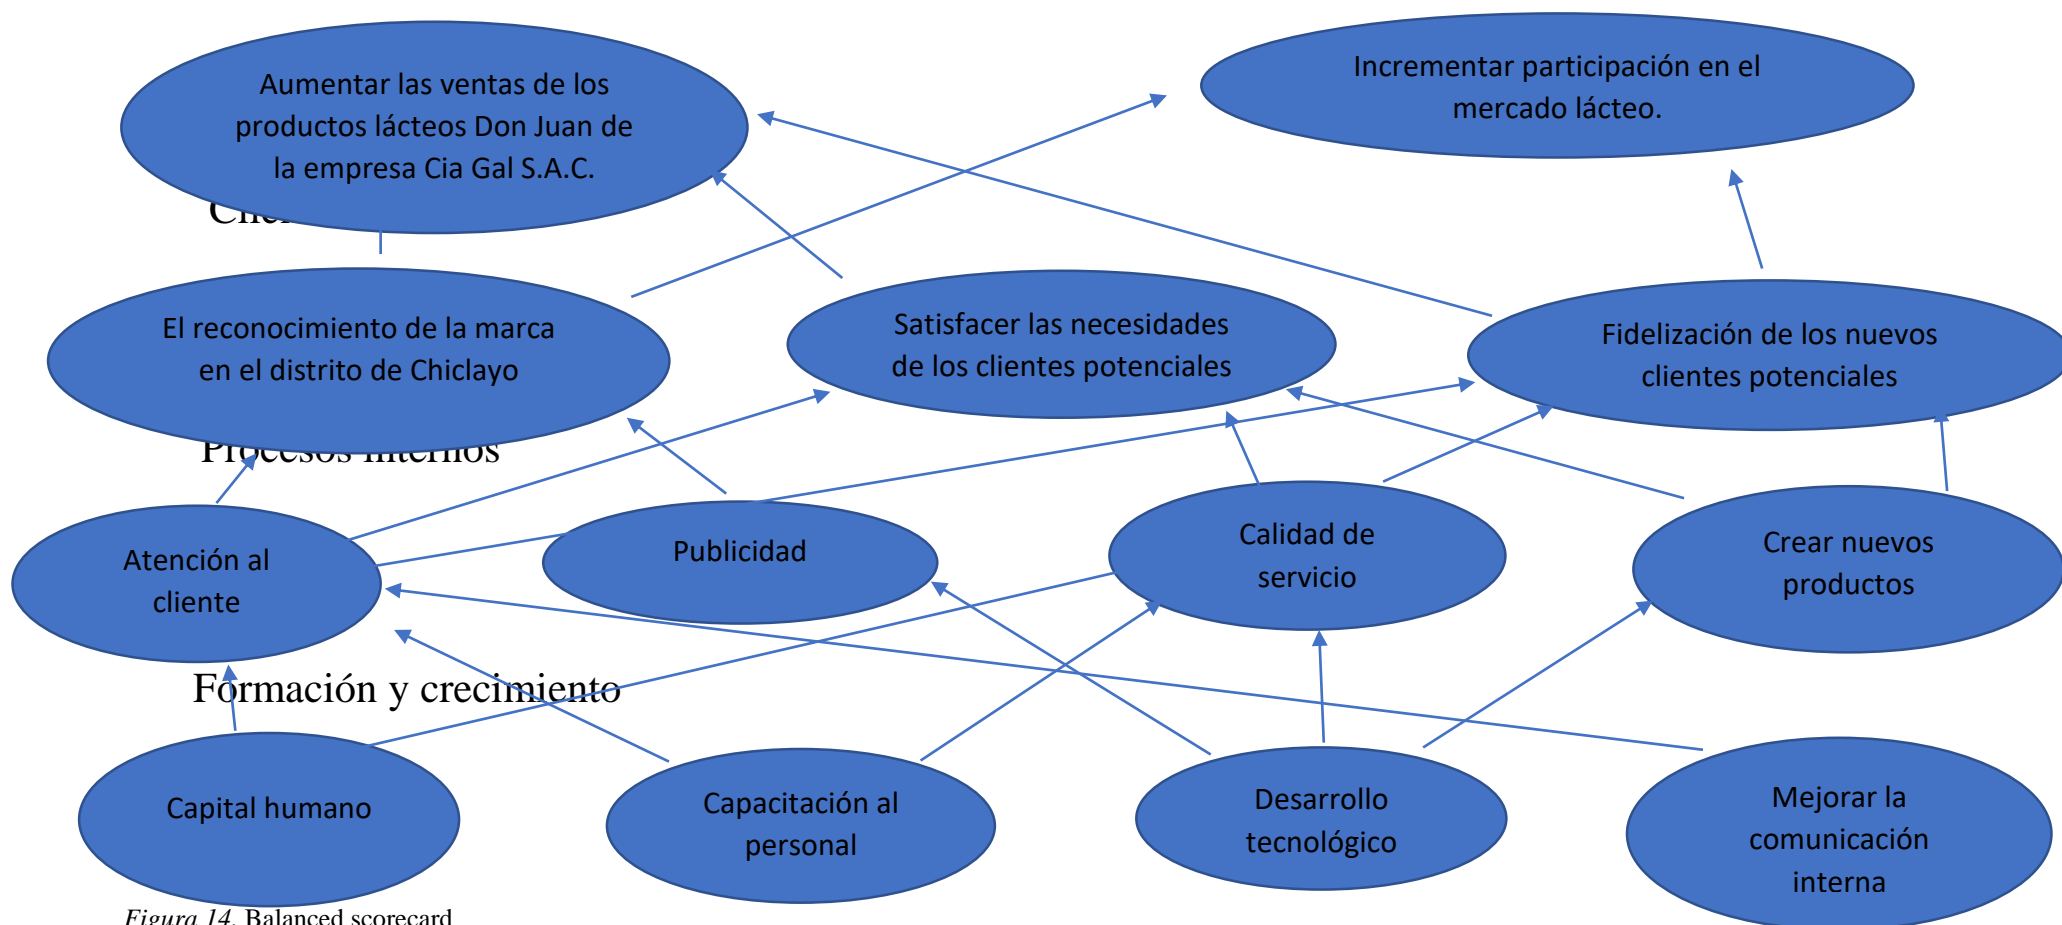 Aumentar las ventas de los
productos lácteos Don Juan de
la empresa Cia Gal S.A.C.
Incrementar participación en el
mercado lácteo.
El reconocimiento de la marca
en el distrito de Chiclayo
Satisfacer las necesidades
de los clientes potenciales
Fidelización de los nuevos
clientes potenciales
Procesos internos
Atención al
cliente
Publicidad
Calidad de
servicio
Crear nuevos
productos
Formación y crecimiento
Capital humano
Capacitación al
personal
Desarrollo
tecnológico
Mejorar la
comunicación
interna
Figura 14. Balanced scorecard